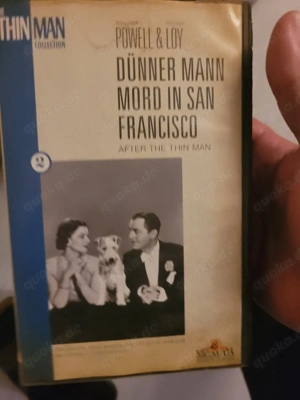 THIN MAN
COLLECTION
POWELL & LOY
DÜNNER MANN
MORD IN SAN
FRANCISCO
AFTER THE THIN MAN
2
MGM/UA